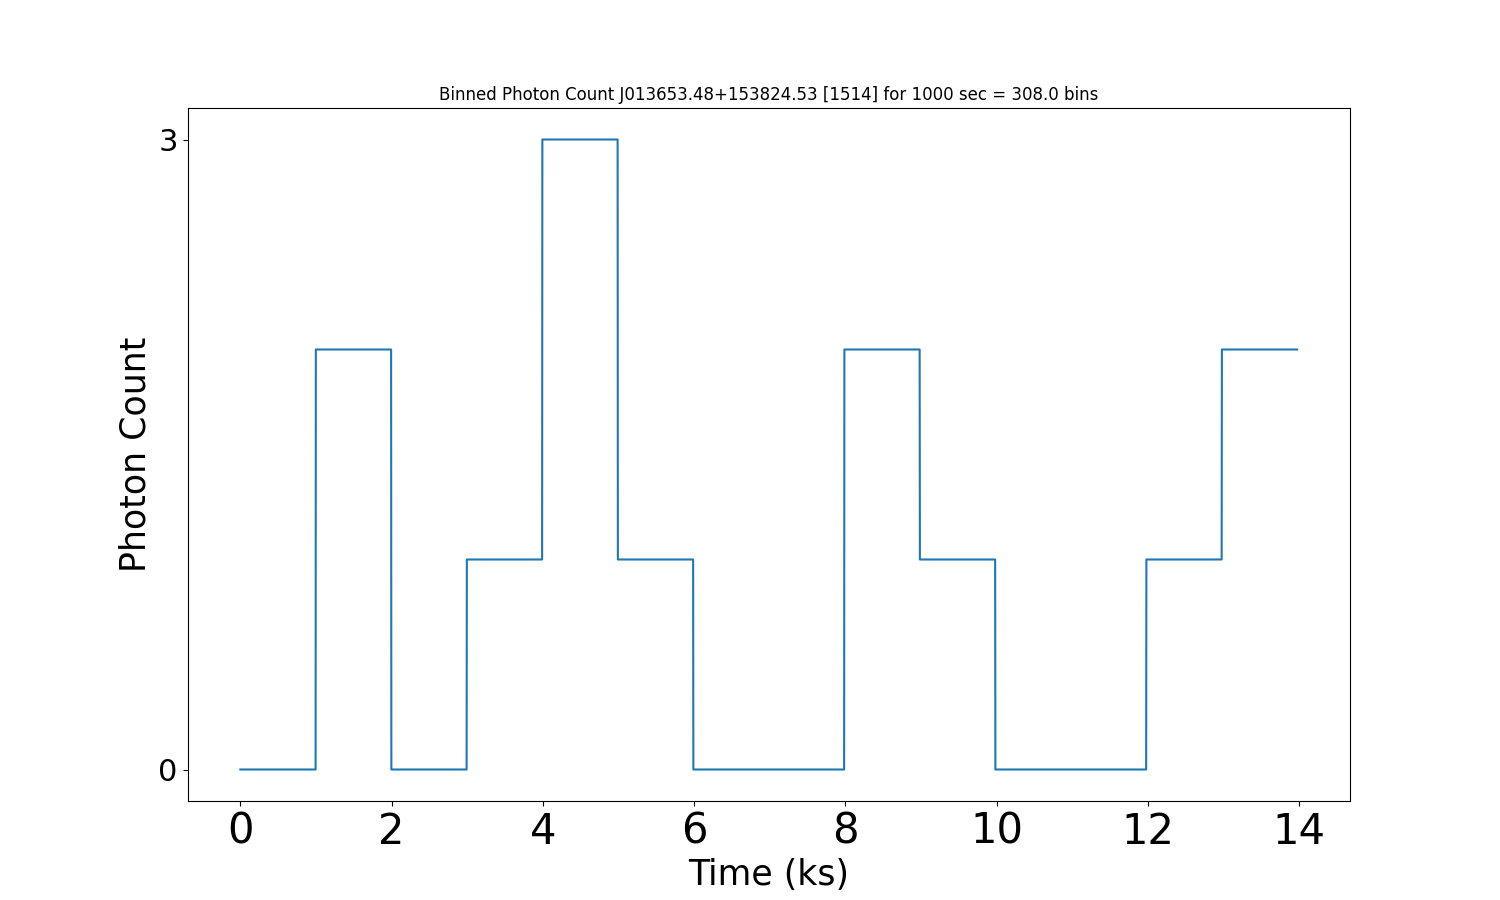 Binned Photon Count J013653.48+153824.53 [1514] for 1000 sec = 308.0 bins
3
Photon Count
0
0 2 4 6 8 10 12 14
Time (ks)